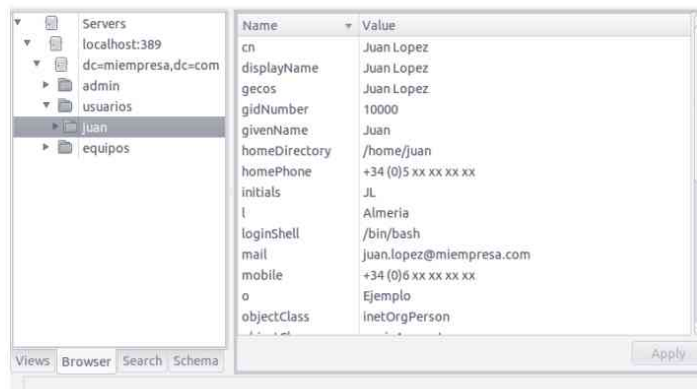 Servers
localhost:389
dc=miempresa,dc=com
admin
usuarios
juan
equipos
Views Browser Search Schema
Name Value
cn Juan Lopez
displayName Juan Lopez
gecos Juan Lopez
gidNumber 10000
givenName Juan
homeDirectory /home/juan
homePhone +34 (0)5 xx xx xx xx
initials JL
l Almeria
loginShell /bin/bash
mail juan.lopez@miempresa.com
mobile +34 (0)6 xx xx xx xx
o Ejemplo
objectClass inetOrgPerson
Apply